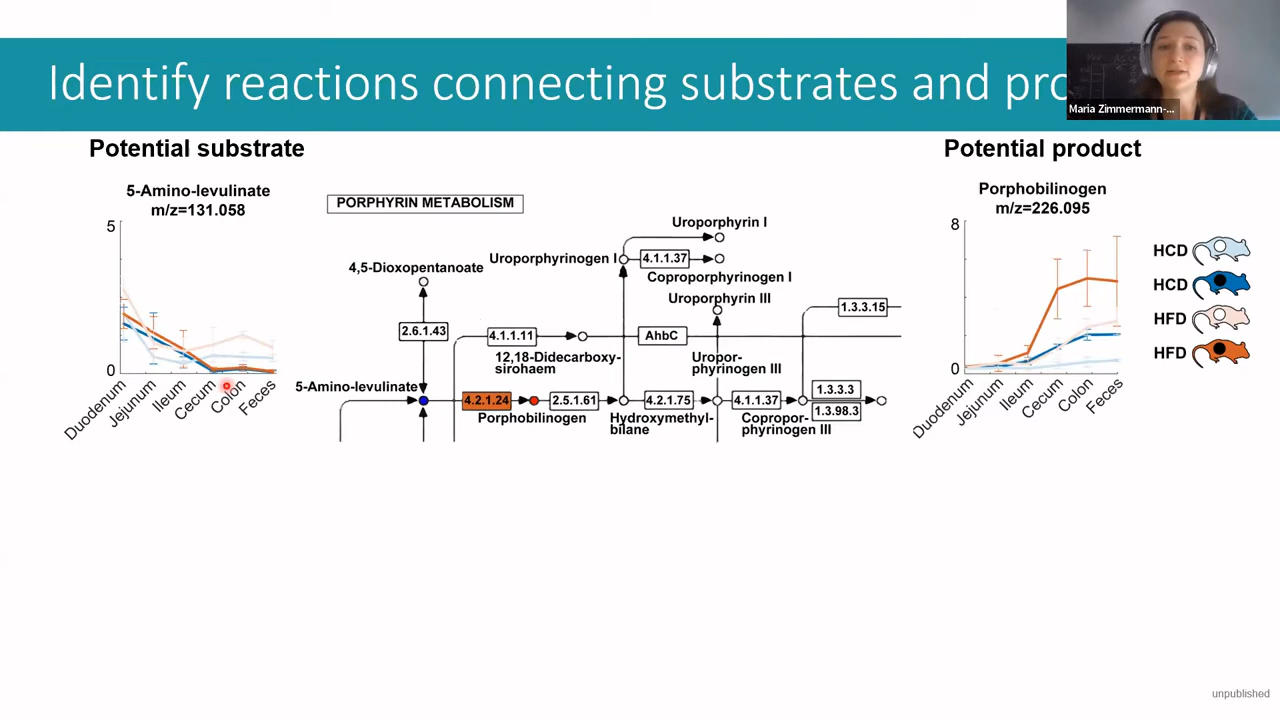 Identify reactions connecting substrates and pro
Maria Zimmermann-...
Potential substrate
Potential product
5-Amino-levulinate
m/z=131.058
5
0
Duodenum
Jejunum
Ileum
Cecum
Colon
Feces
PORPHYRIN METABOLISM
Uroporphyrin I
Uroporphyrinogen I
4.1.1.37
4,5-Dioxopentanoate
Coproporphyrinogen I
Uroporphyrin III
1.3.3.15
2.6.1.43
4.1.1.11
AhbC
12,18-Didecarboxy-
sirohaem
Uropor-
phyrinogen III
5-Amino-levulinate
4.2.1.24
Porphobilinogen
2.5.1.61
Hydroxymethyl-
bilane
4.2.1.75
4.1.1.37
Copropor-
phyrinogen III
1.3.3.3
1.3.98.3
Porphobilinogen
m/z=226.095
8
0
Duodenum
Jejunum
Ileum
Cecum
Colon
Feces
HCD
HCD
HFD
HFD
unpublished